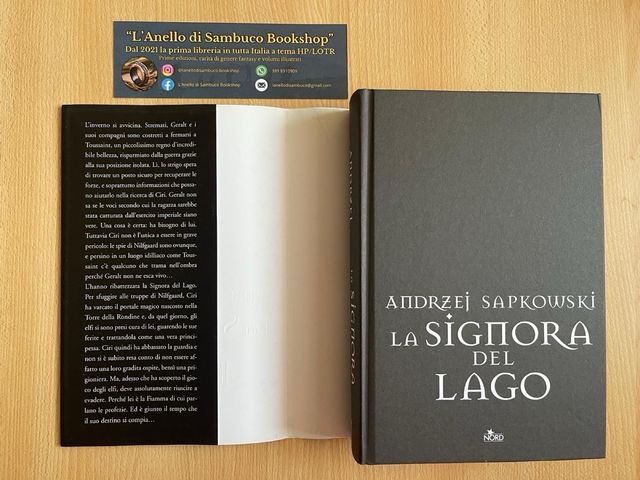 “L'Anello di Sambuco Bookshop”
Dal 2021 la prima libreria in tutta Italia a tema HP/LOTR
Prime edizioni, rarità di genere fantasy e volumi illustrati
@lanellodisambuco.bookshop
389 8910909
L'Anello di Sambuco Bookshop
lanellodisambuco@gmail.com
L'inverno si avvicina. Stremati, Geralt e i
suoi compagni sono costretti a fermarsi a
Toussaint, un piccolissimo regno d'incredi-
bile bellezza, risparmiato dalla guerra grazie
alla sua posizione isolata. Lì, lo strigo spera
di trovare un posto sicuro per recuperare le
forze, e soprattutto informazioni che possa-
no aiutarlo nella ricerca di Ciri. Geralt non
sa se le voci secondo cui la ragazza sarebbe
stata catturata dall'esercito imperiale siano
vere. Una cosa è certa: ha bisogno di lui.
Tuttavia Ciri non è l'unica a essere in grave
pericolo: le spie di Nilfgaard sono ovunque,
e persino in un luogo idilliaco come Tous-
saint c'è qualcuno che trama nell'ombra
perché Geralt non ne esca vivo…
L'hanno ribattezzata la Signora del Lago.
Per sfuggire alle truppe di Nilfgaard, Ciri
ha varcato il portale magico nascosto nella
Torre della Rondine e, da quel giorno, gli
elfi si sono presi cura di lei, guarendo le sue
ferite e trattandola come una vera princi-
pessa. Ciri quindi ha abbassato la guardia e
non si è subito resa conto di non essere af-
fatto una loro gradita ospite, bensì una pri-
gioniera. Ma, adesso che ha scoperto il gio-
co degli elfi, deve assolutamente riuscire a
evadere. Perché lei è la Fiamma di cui par-
lano le profezie. Ed è giunto il tempo che
il suo destino si compia…
ANDRZEJ SAPKOWSKI
LA SIGNORA
DEL
LAGO
NORD